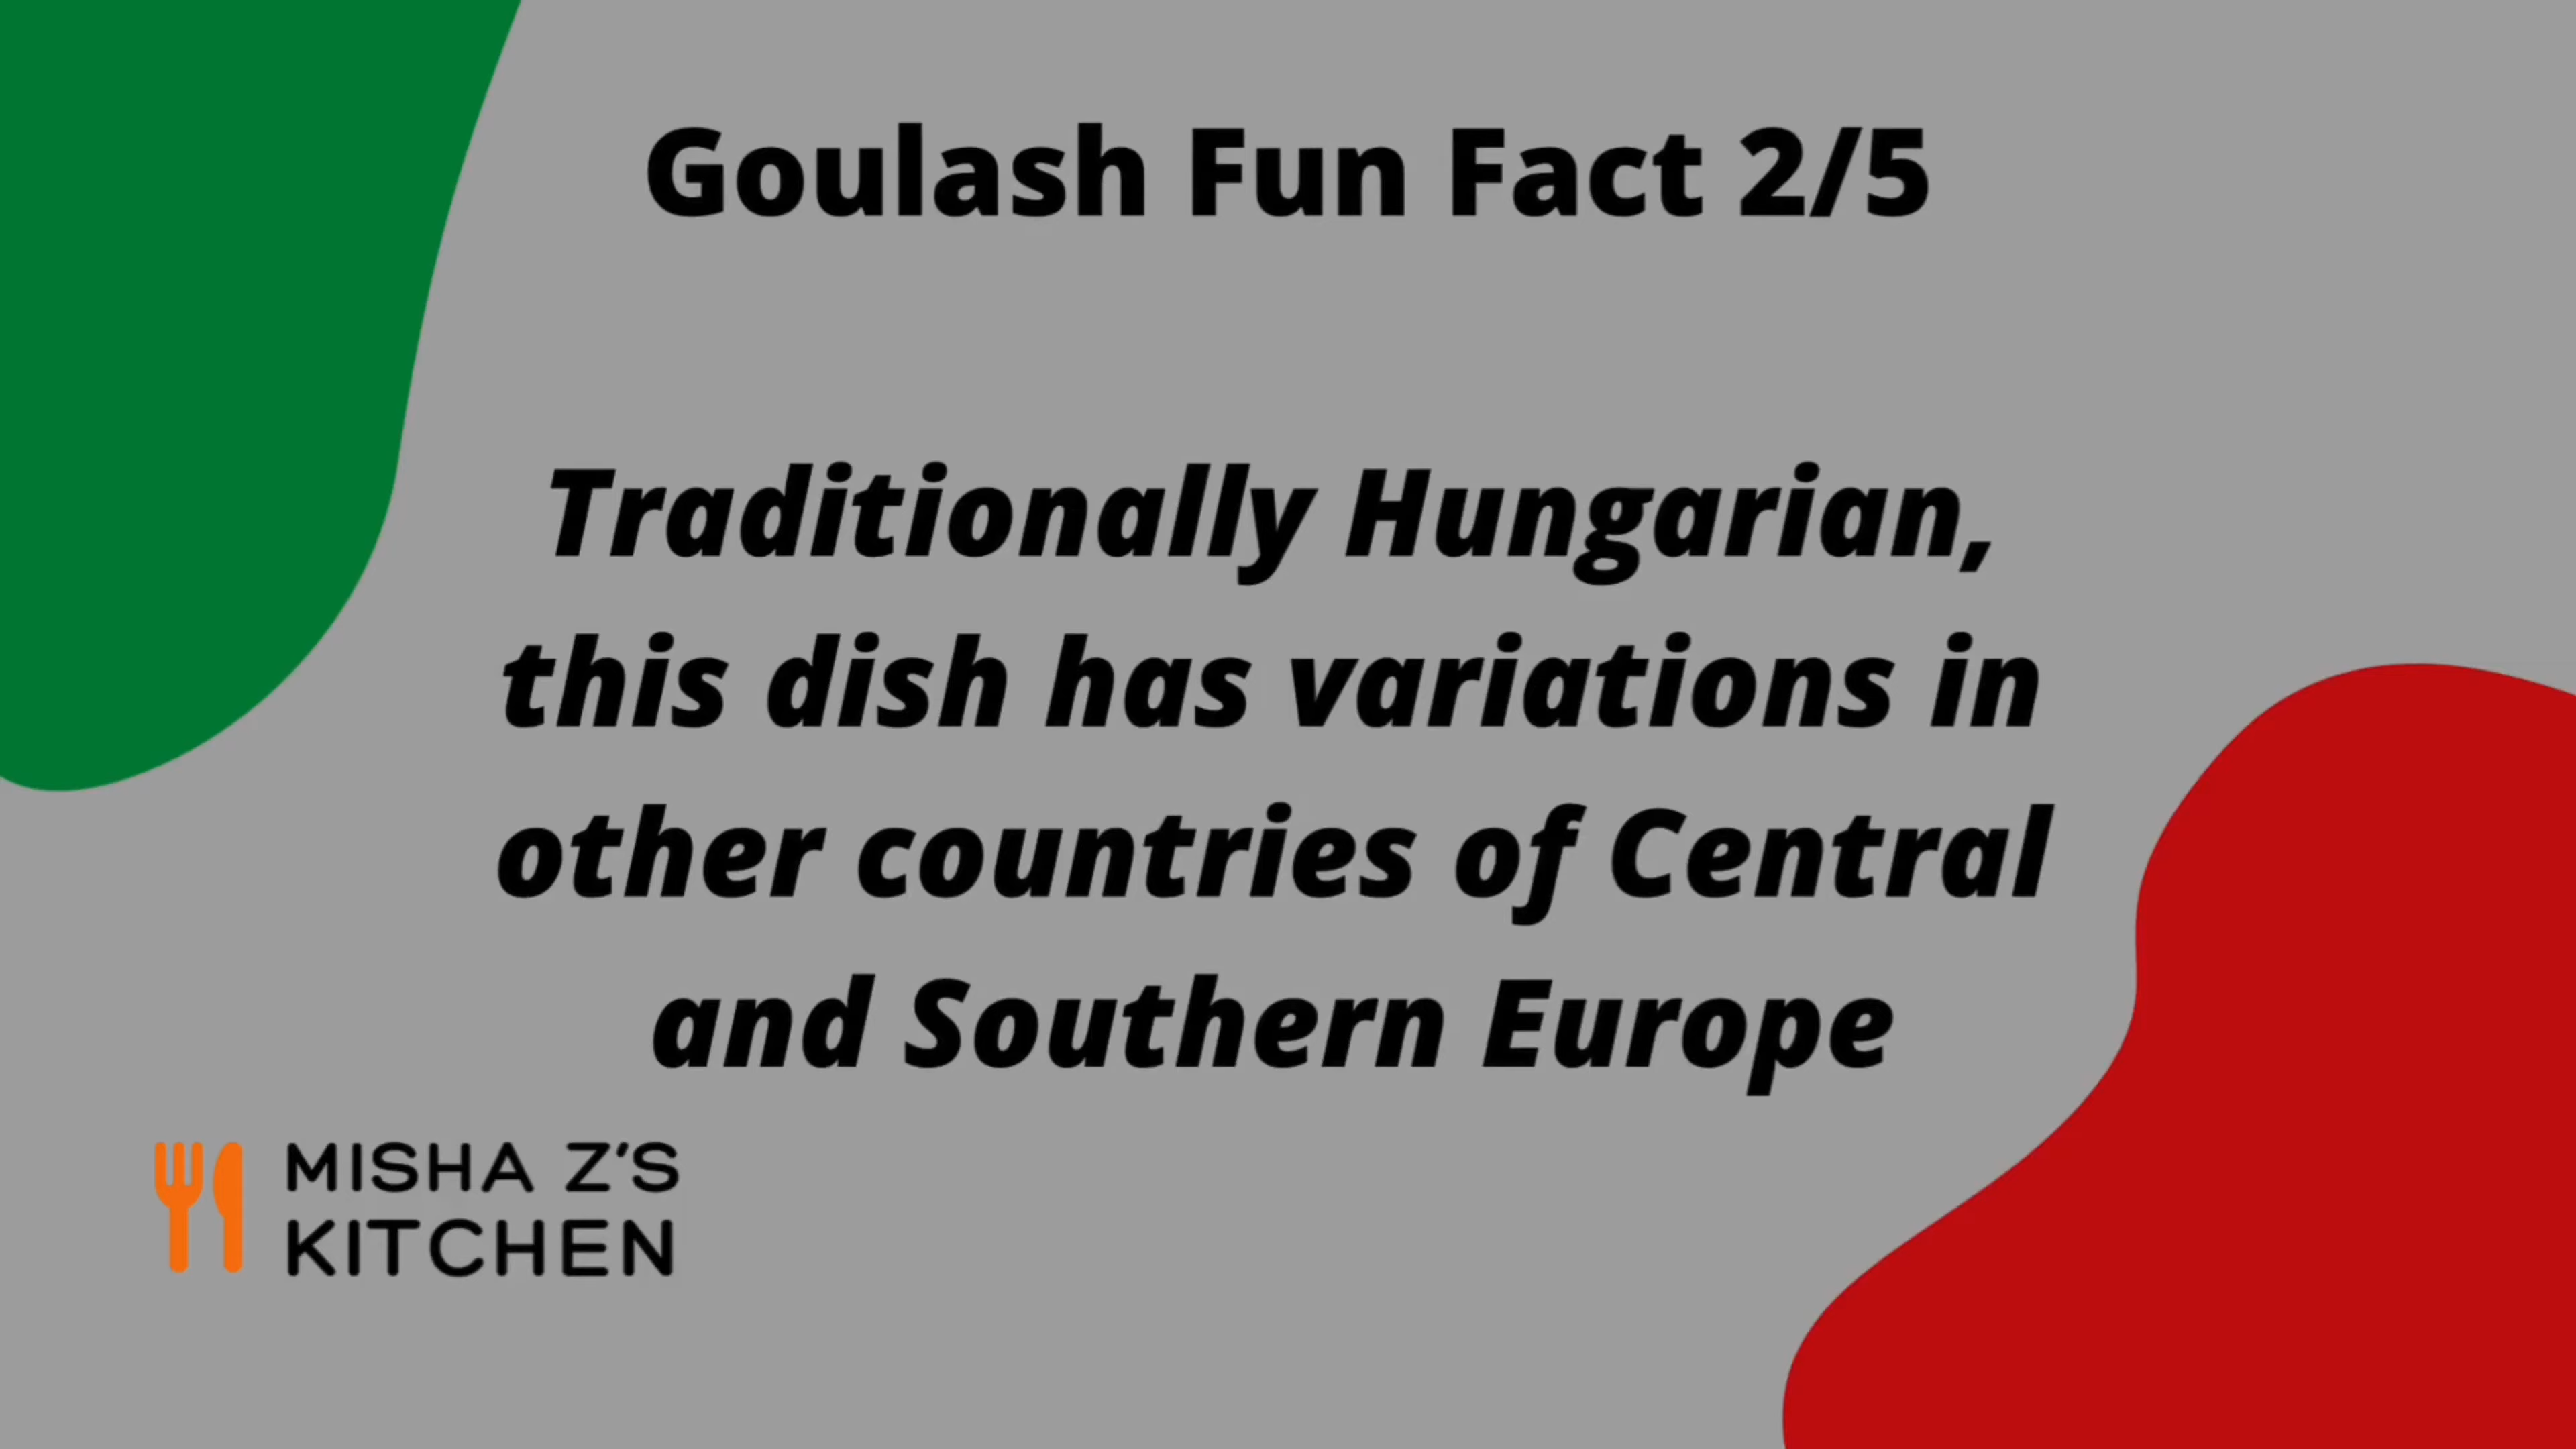 Goulash Fun Fact 2/5
Traditionally Hungarian,
this dish has variations in
other countries of Central
and Southern Europe
MISHA Z'S
KITCHEN